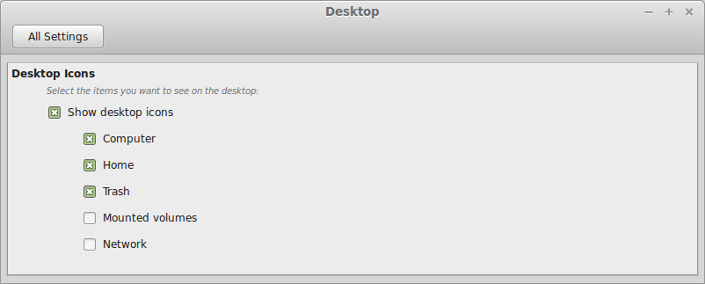 Desktop
All Settings
Desktop Icons
Select the items you want to see on the desktop:
Show desktop icons
Computer
Home
Trash
Mounted volumes
Network